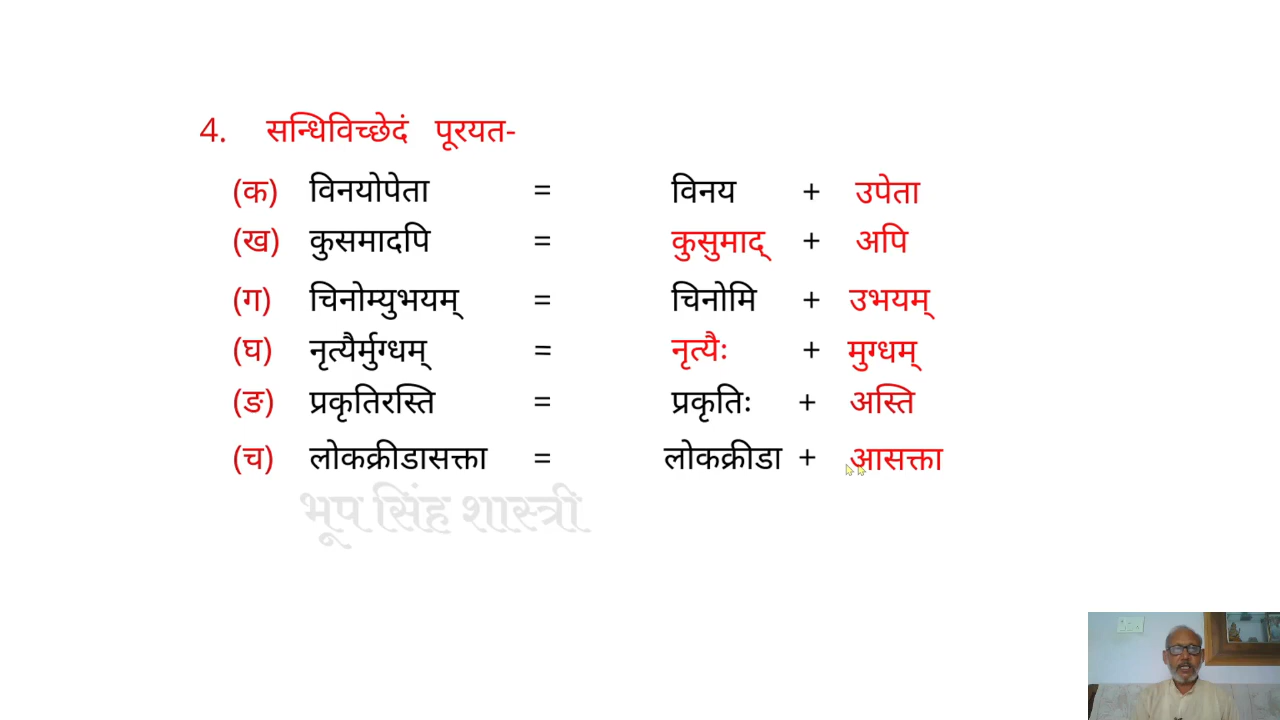 4. सन्धिविच्छेदं पूरयत-
(क) विनयोपेता = विनय + उपेता
(ख) कुसमादपि = कुसुमाद् + अपि
(ग) चिनोम्युभयम् = चिनोमि + उभयम्
(घ) नृत्यैर्मुग्धम् = नृत्यैः + मुग्धम्
(ङ) प्रकृतिरस्ति = प्रकृतिः + अस्ति
(च) लोकक्रीडासक्ता = लोकक्रीडा + आसक्ता
भूप सिंह शास्त्री